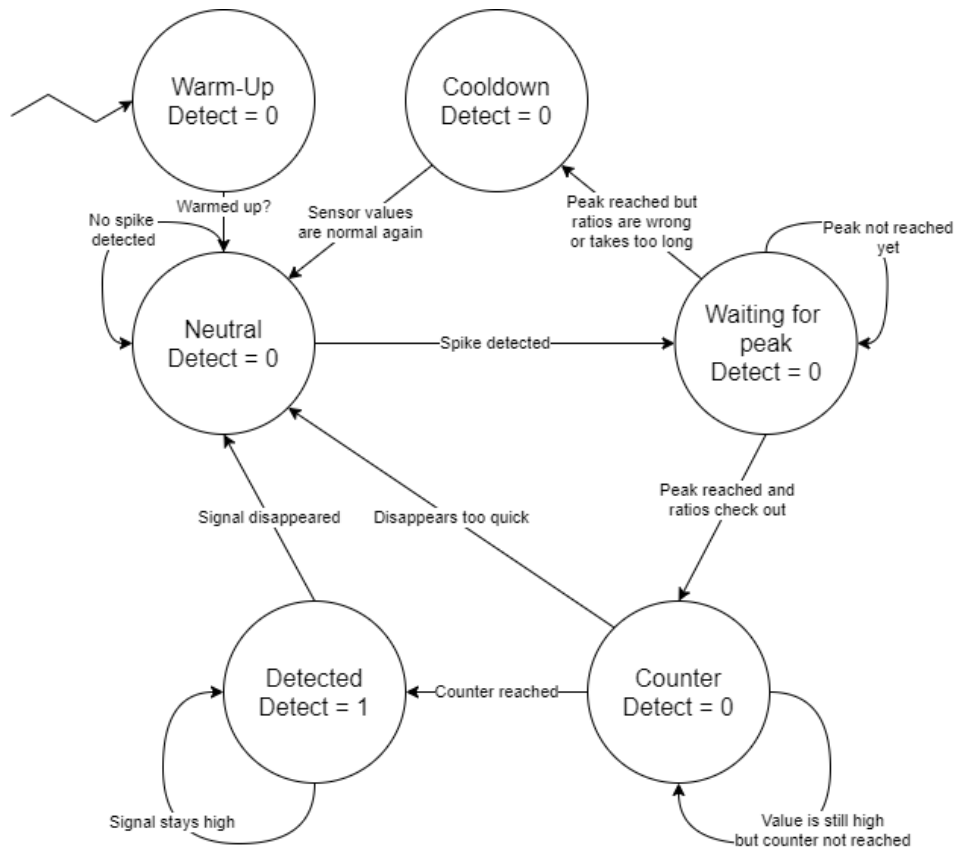 Warm-Up
Detect = 0
Cooldown
Detect = 0
Warmed up?
No spike
detected
Sensor values
are normal again
Peak reached but
ratios are wrong
or takes too long
Peak not reached
yet
Neutral
Detect = 0
Spike detected
Waiting for
peak
Detect = 0
Signal disappeared
Disappears too quick
Peak reached and
ratios check out
Detected
Detect = 1
Counter reached
Counter
Detect = 0
Signal stays high
Value is still high
but counter not reached